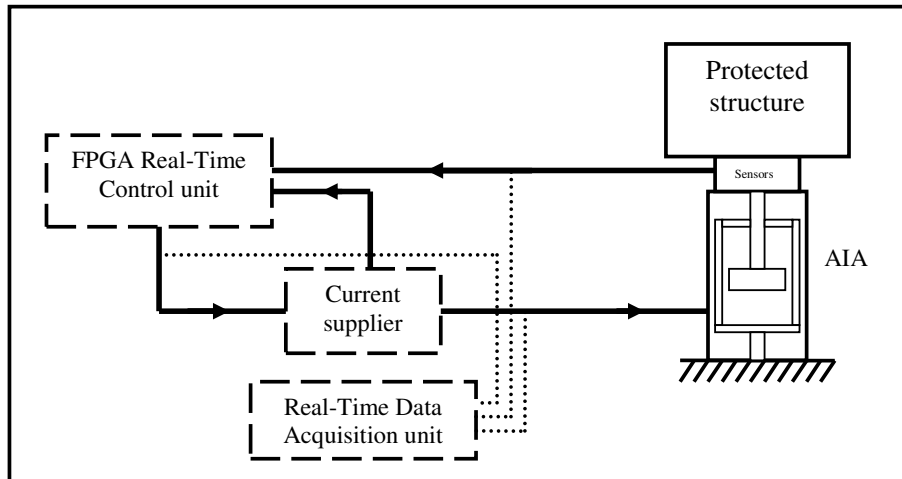 Protected
structure
FPGA Real-Time
Control unit
Sensors
AIA
Current
supplier
Real-Time Data
Acquisition unit